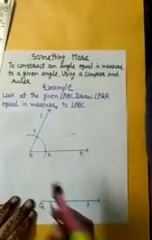 Something More
To construct an angle equal in measure
to a given angle, using a compass and
ruler
Example
Look at the given ∠ABC. Draw ∠PQR
equal in measure to ∠ABC
C
B